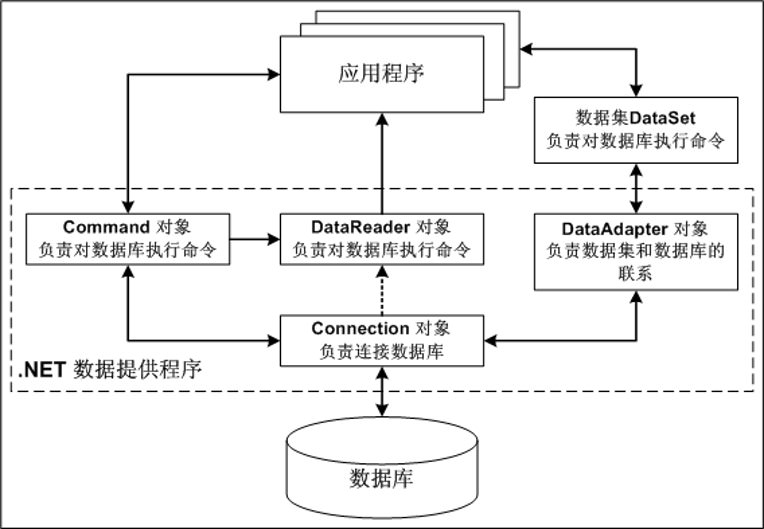 应用程序
数据集DataSet
负责对数据库执行命令
Command 对象
负责对数据库执行命令
DataReader 对象
负责对数据库执行命令
DataAdapter 对象
负责数据集和数据库的
联系
Connection 对象
负责连接数据库
.NET 数据提供程序
数据库